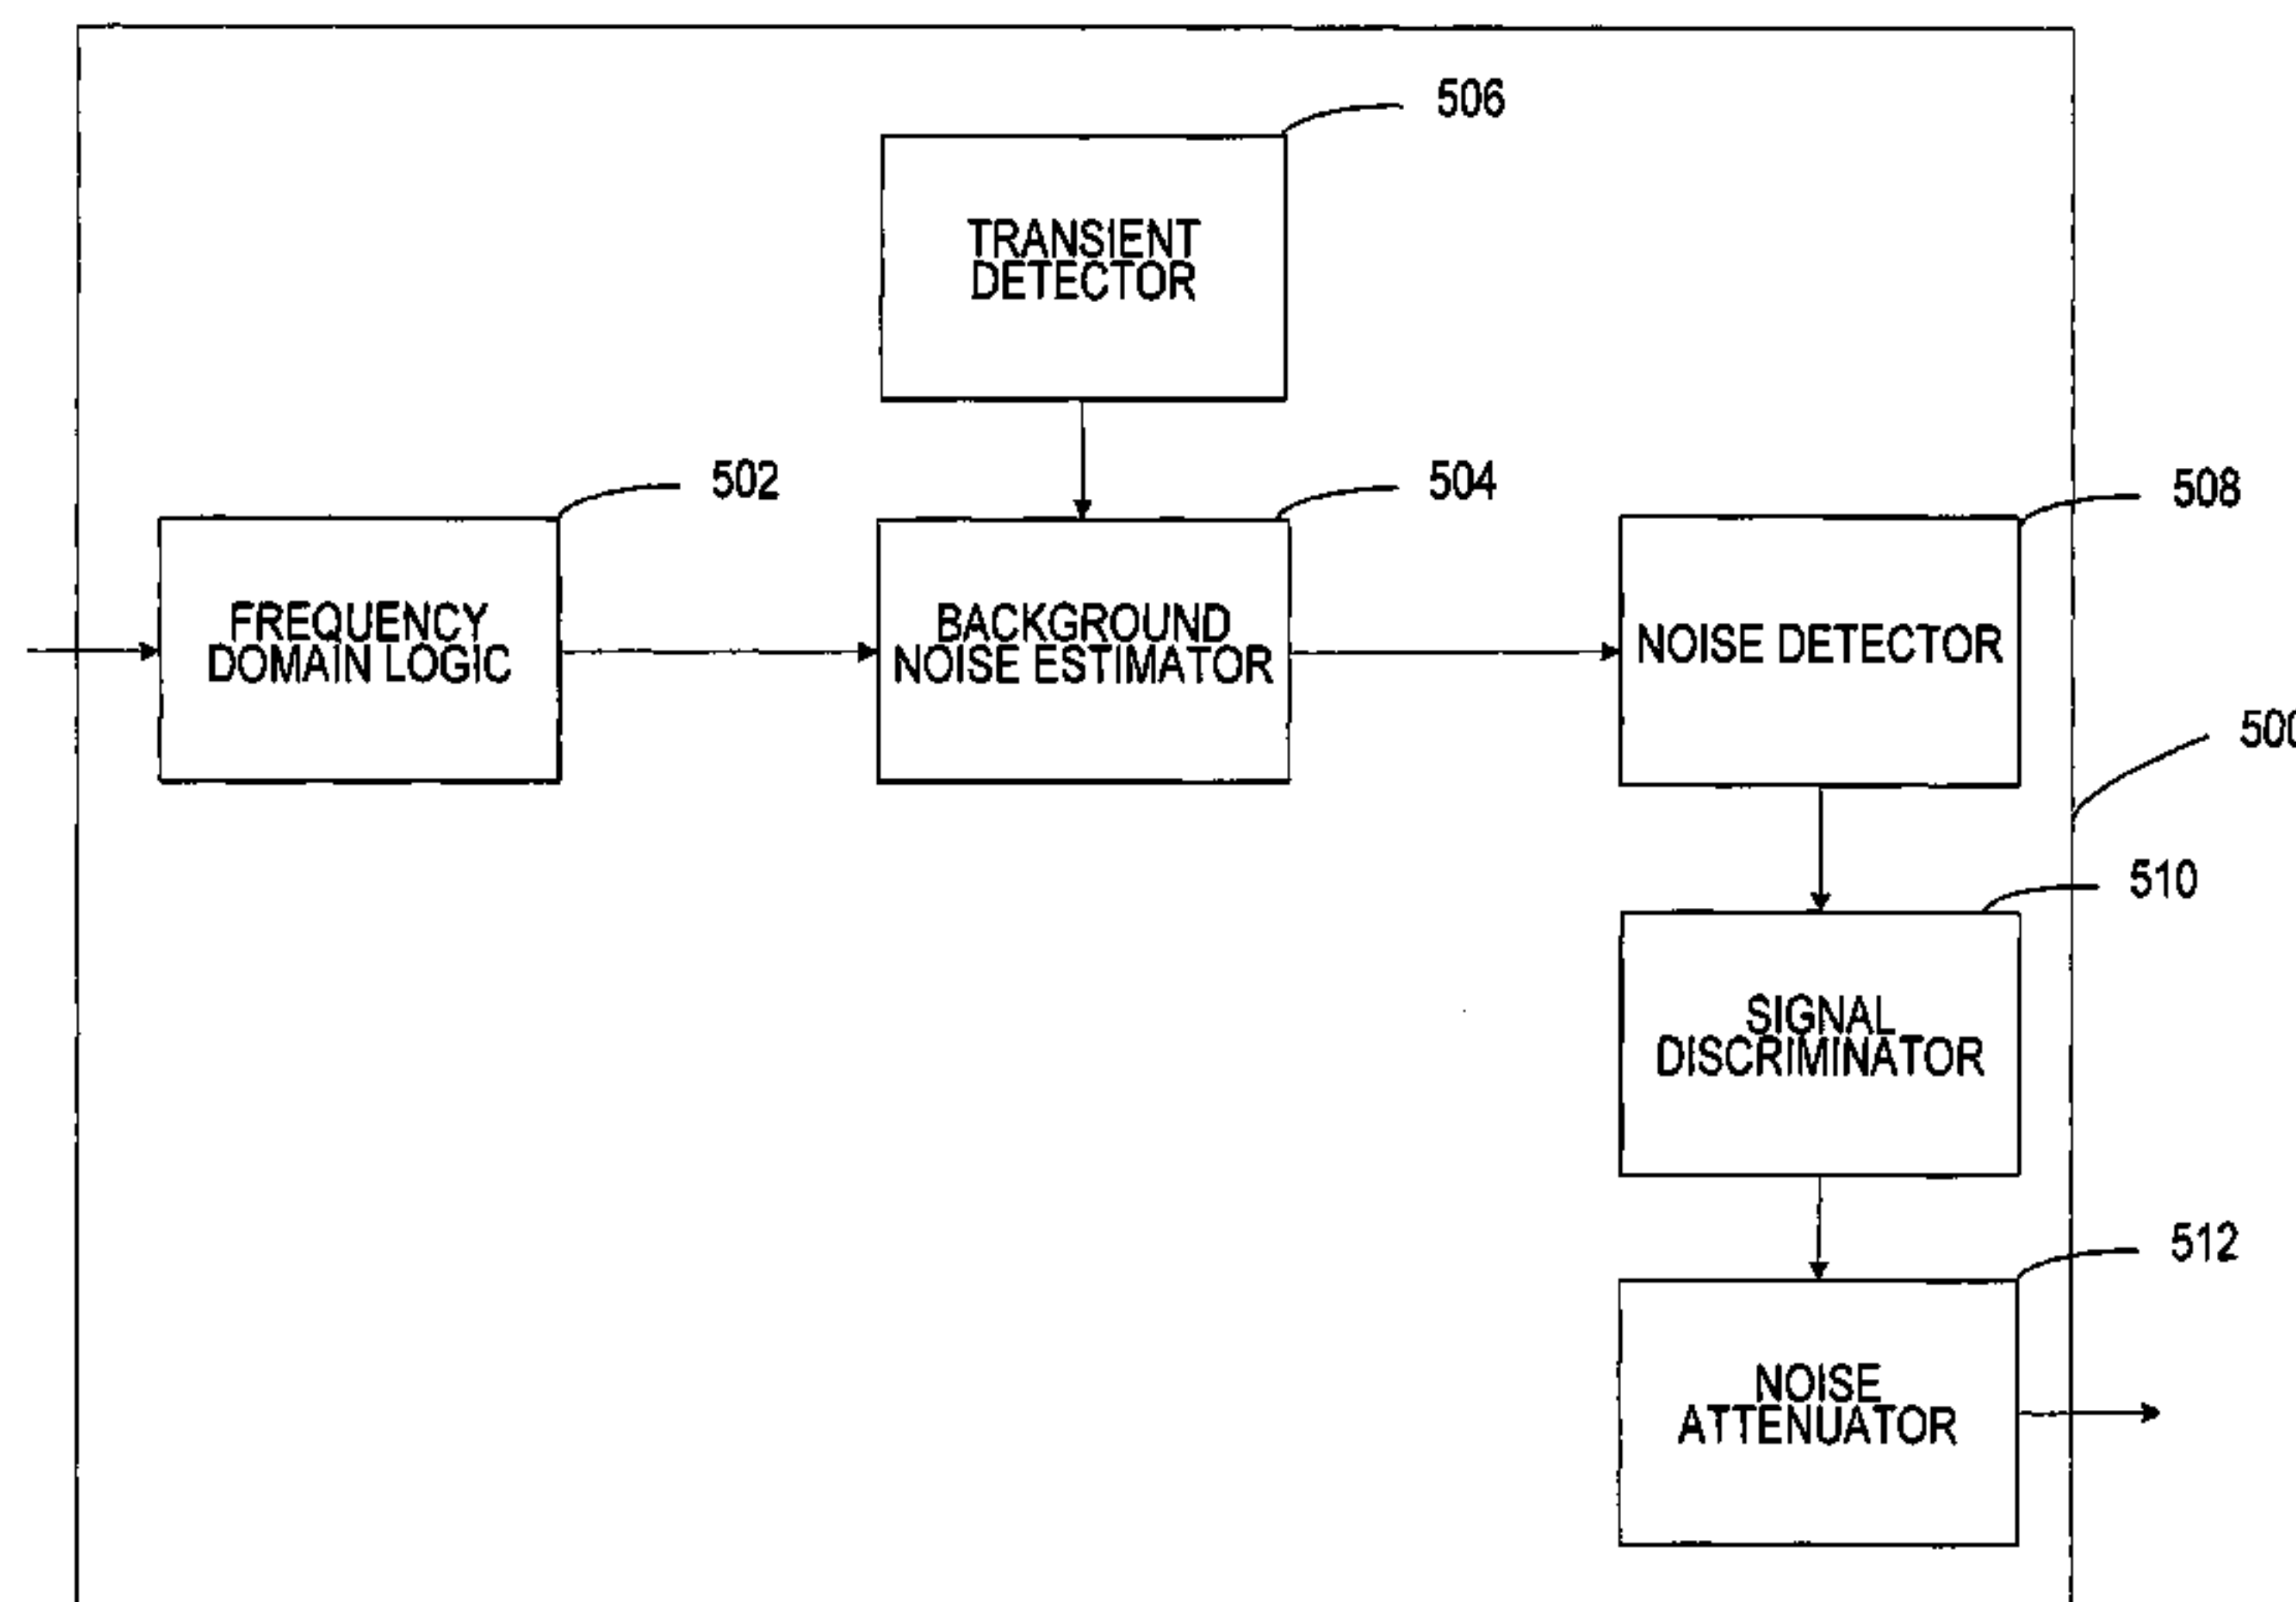 506
TRANSIENT
DETECTOR
502
504
508
FREQUENCY
DOMAIN LOGIC
BACKGROUND
NOISE ESTIMATOR
NOISE DETECTOR
500
510
SIGNAL
DISCRIMINATOR
512
NOISE
ATTENUATOR